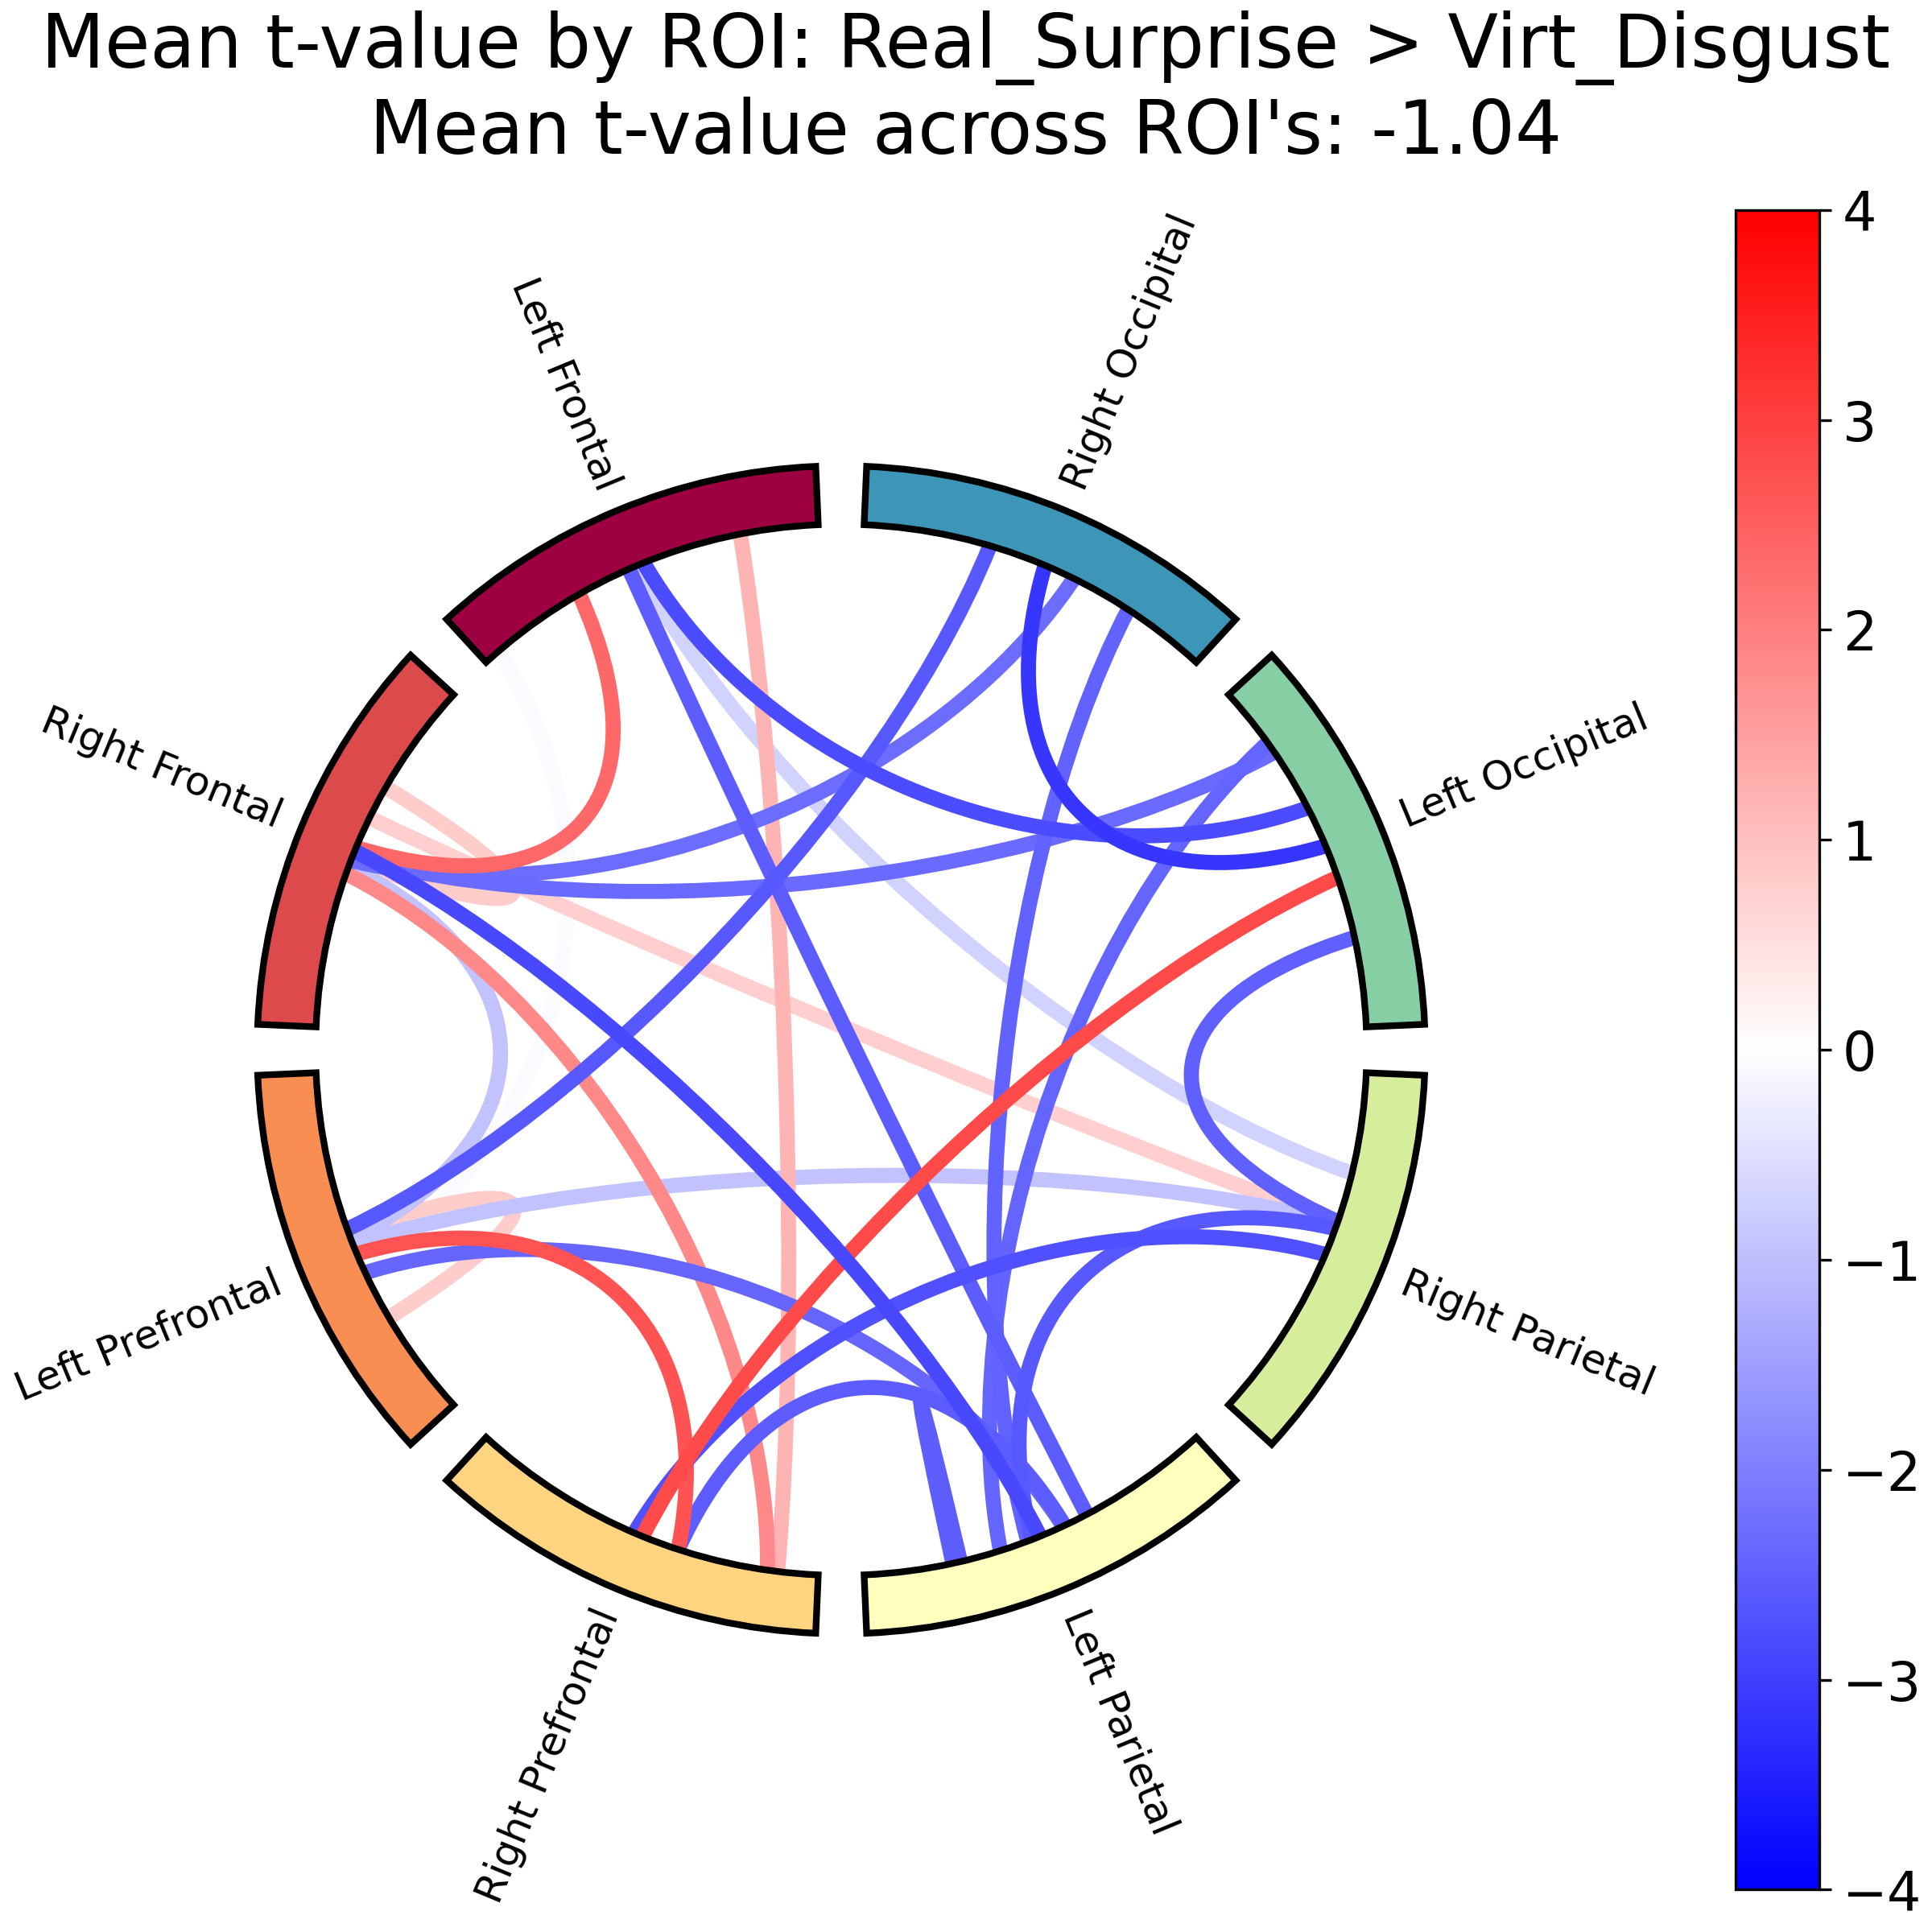 Mean t-value by ROI: Real_Surprise > Virt_Disgust
Mean t-value across ROI's: -1.04
Left Frontal
Right Occipital
Right Frontal
Left Occipital
Left Prefrontal
Right Parietal
Right Prefrontal
Left Parietal
4
3
2
1
0
−1
−2
−3
−4